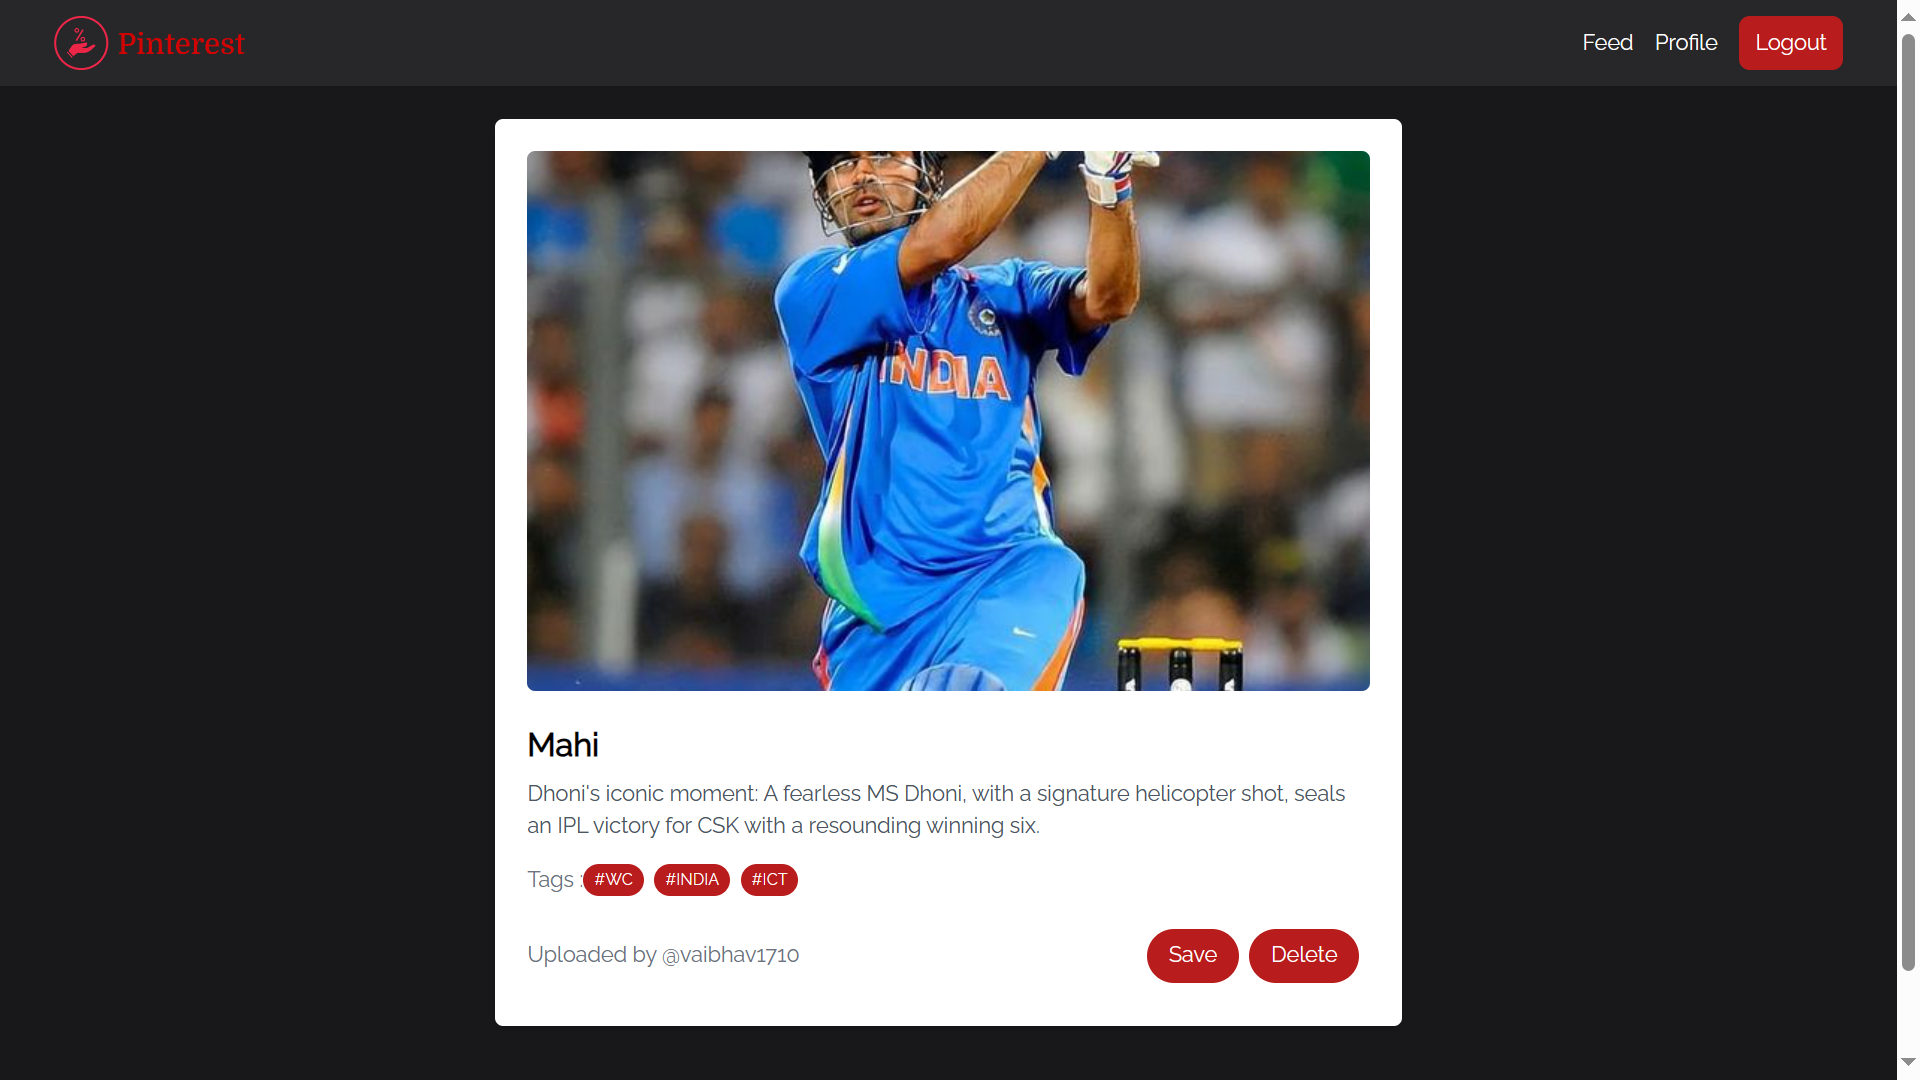 Pinterest
Feed Profile Logout
INDIA
Mahi
Dhoni's iconic moment: A fearless MS Dhoni, with a signature helicopter shot, seals
an IPL victory for CSK with a resounding winning six.
Tags : #WC #INDIA #ICT
Uploaded by @vaibhav1710
Save Delete